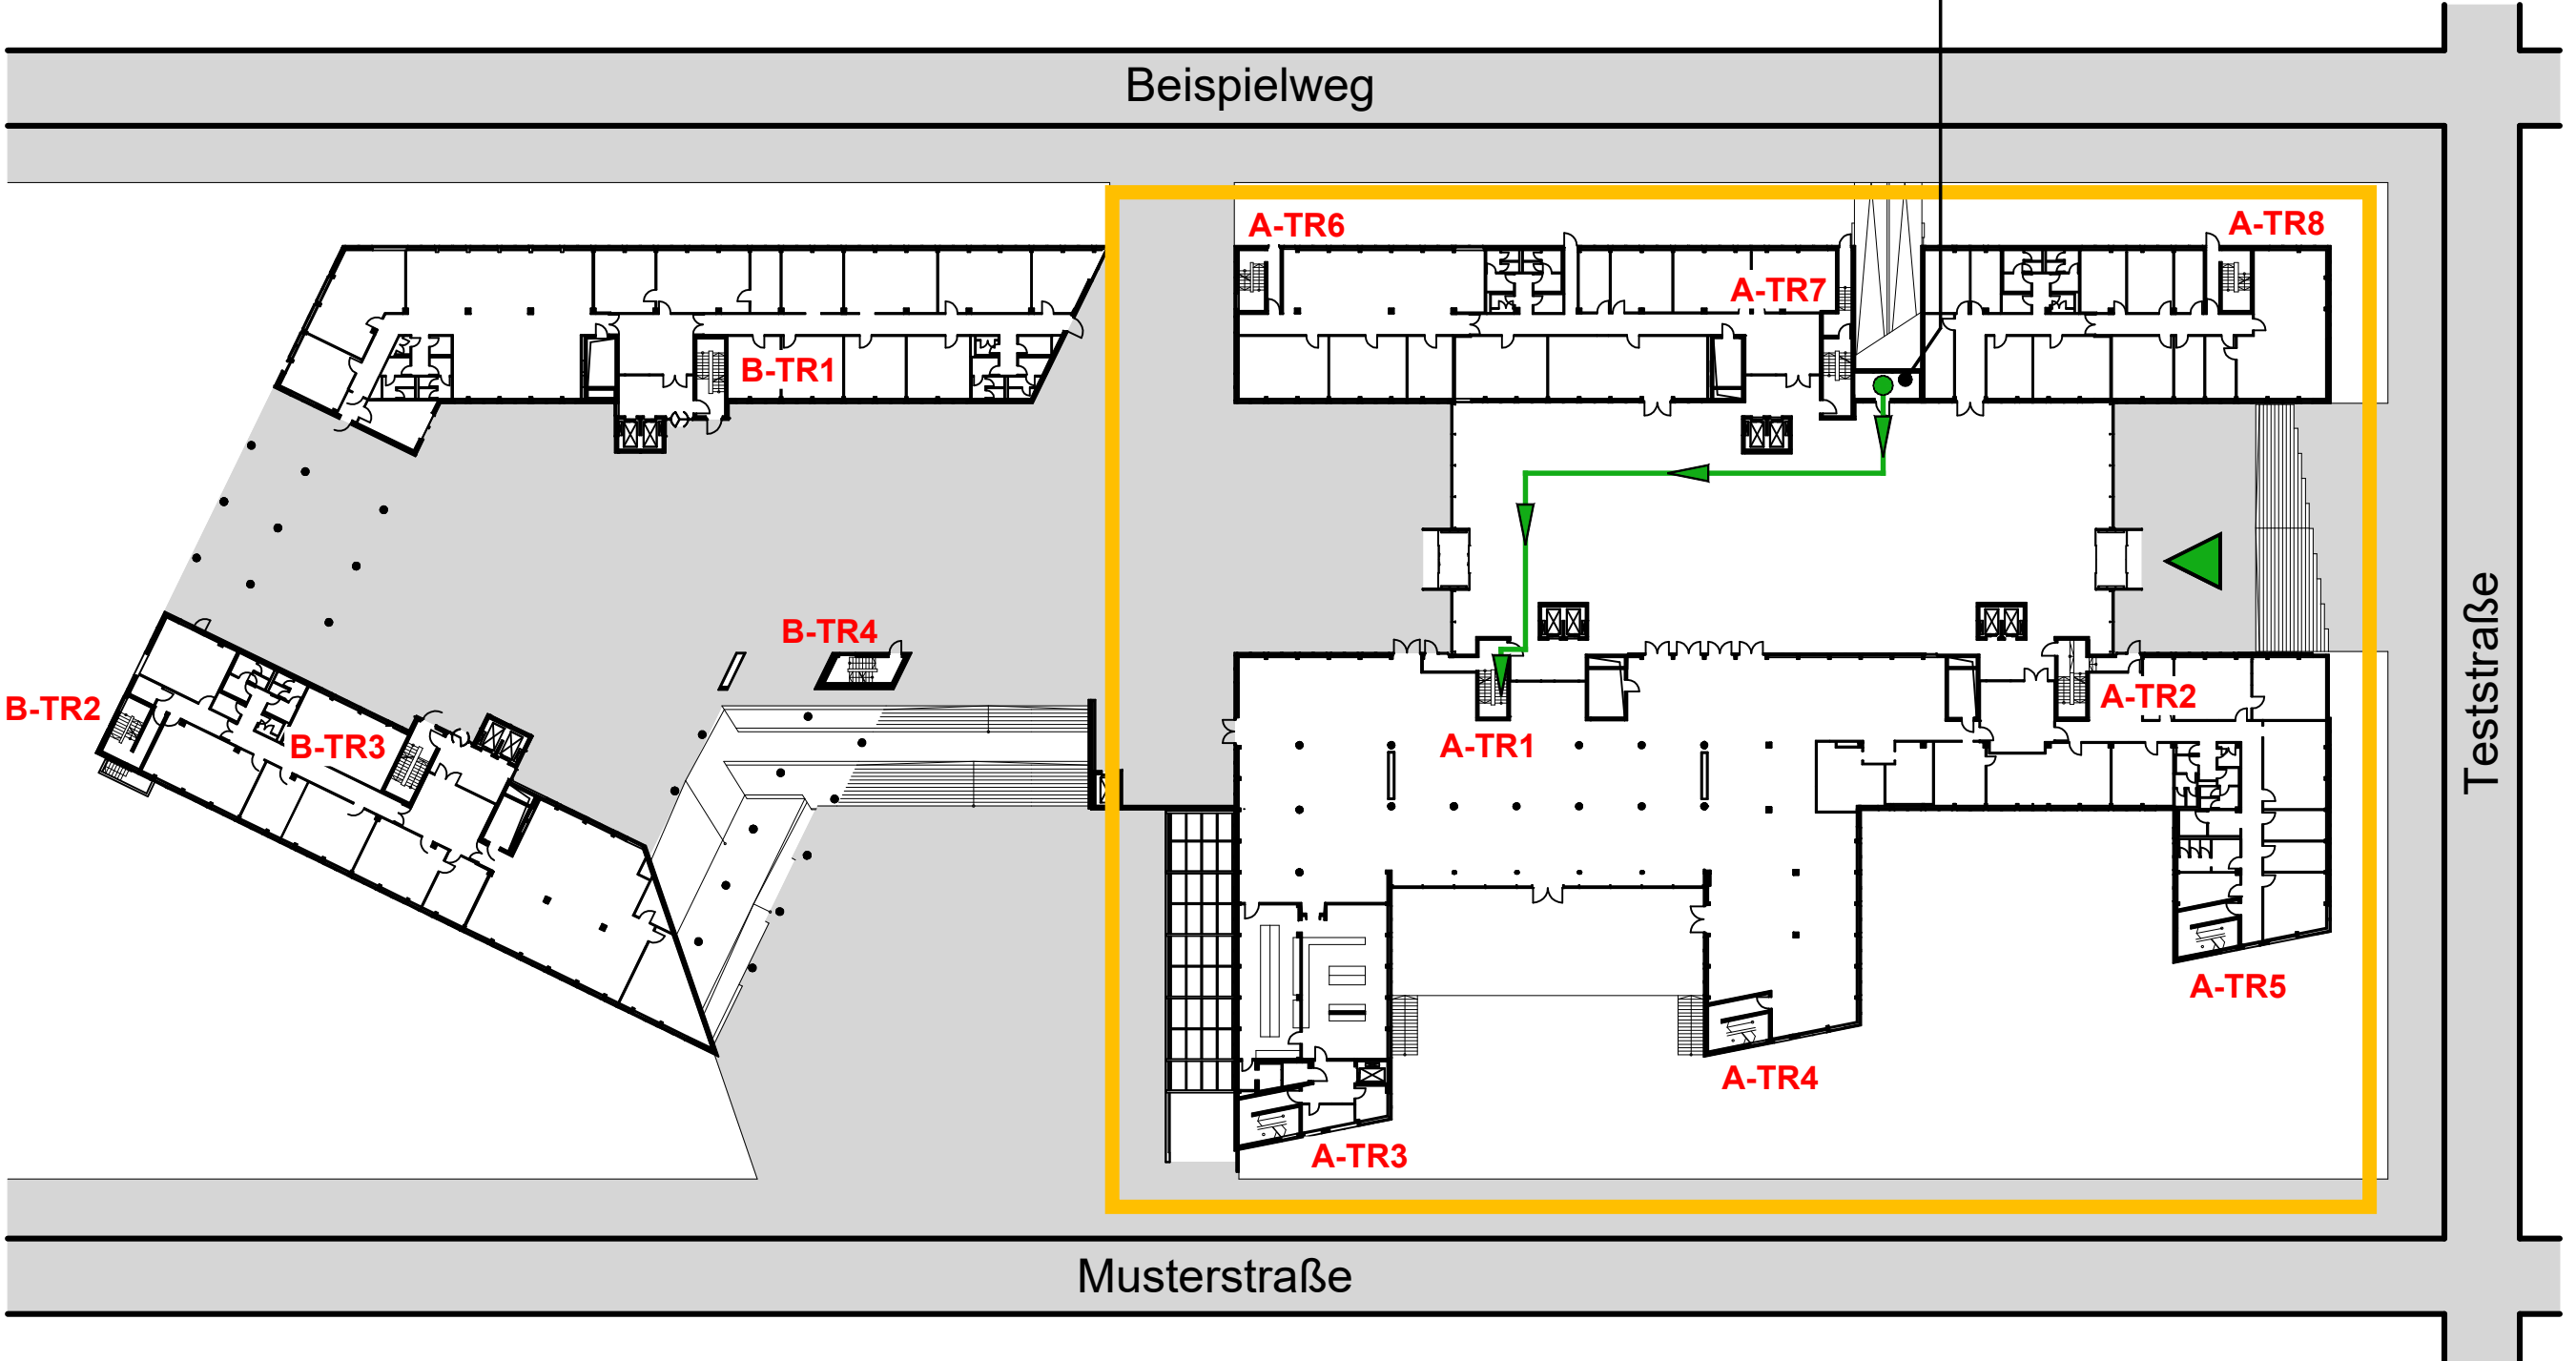 Beispielweg
A-TR6
A-TR8
A-TR7
B-TR1
B-TR4
B-TR2
B-TR3
A-TR1
A-TR2
Teststraße
A-TR5
A-TR4
A-TR3
Musterstraße